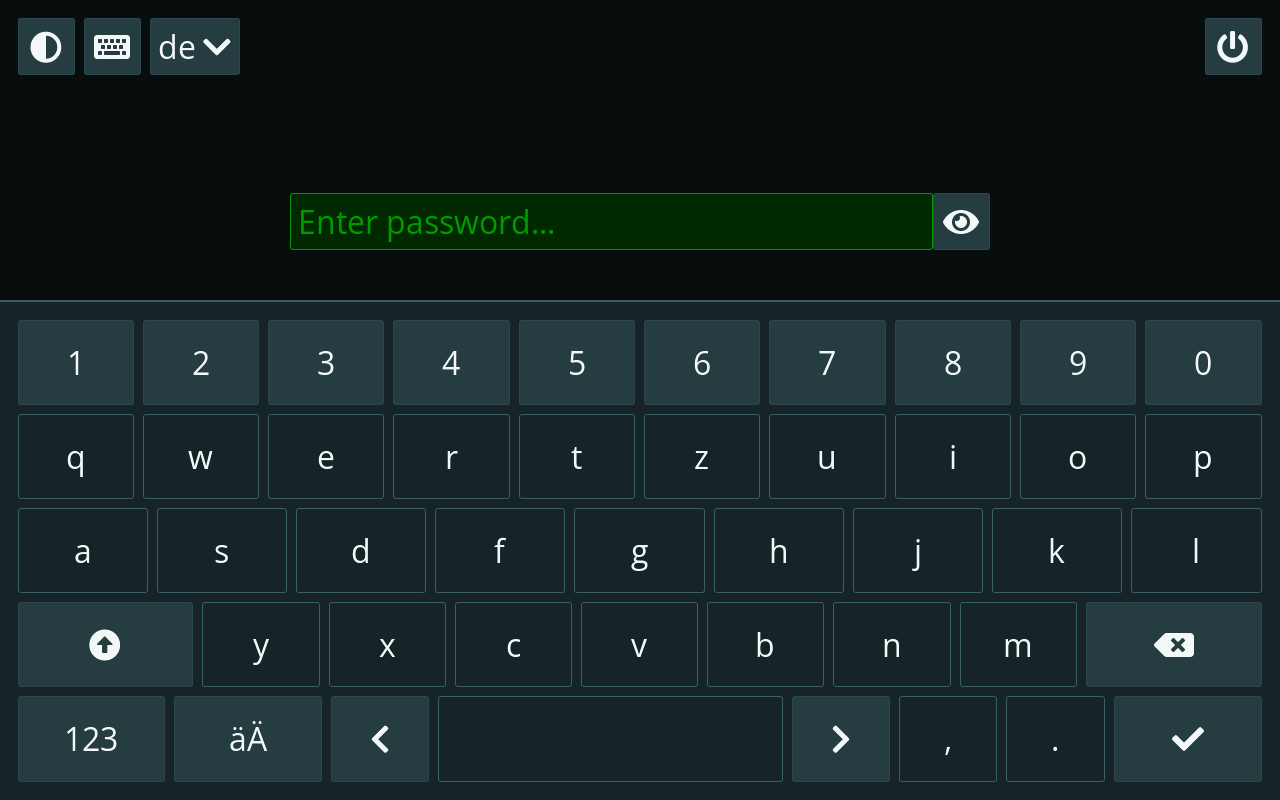 de
Enter password...
1 2 3 4 5 6 7 8 9 0
q w e r t z u i o p
a s d f g h j k l
y x c v b n m
123 äÄ , .